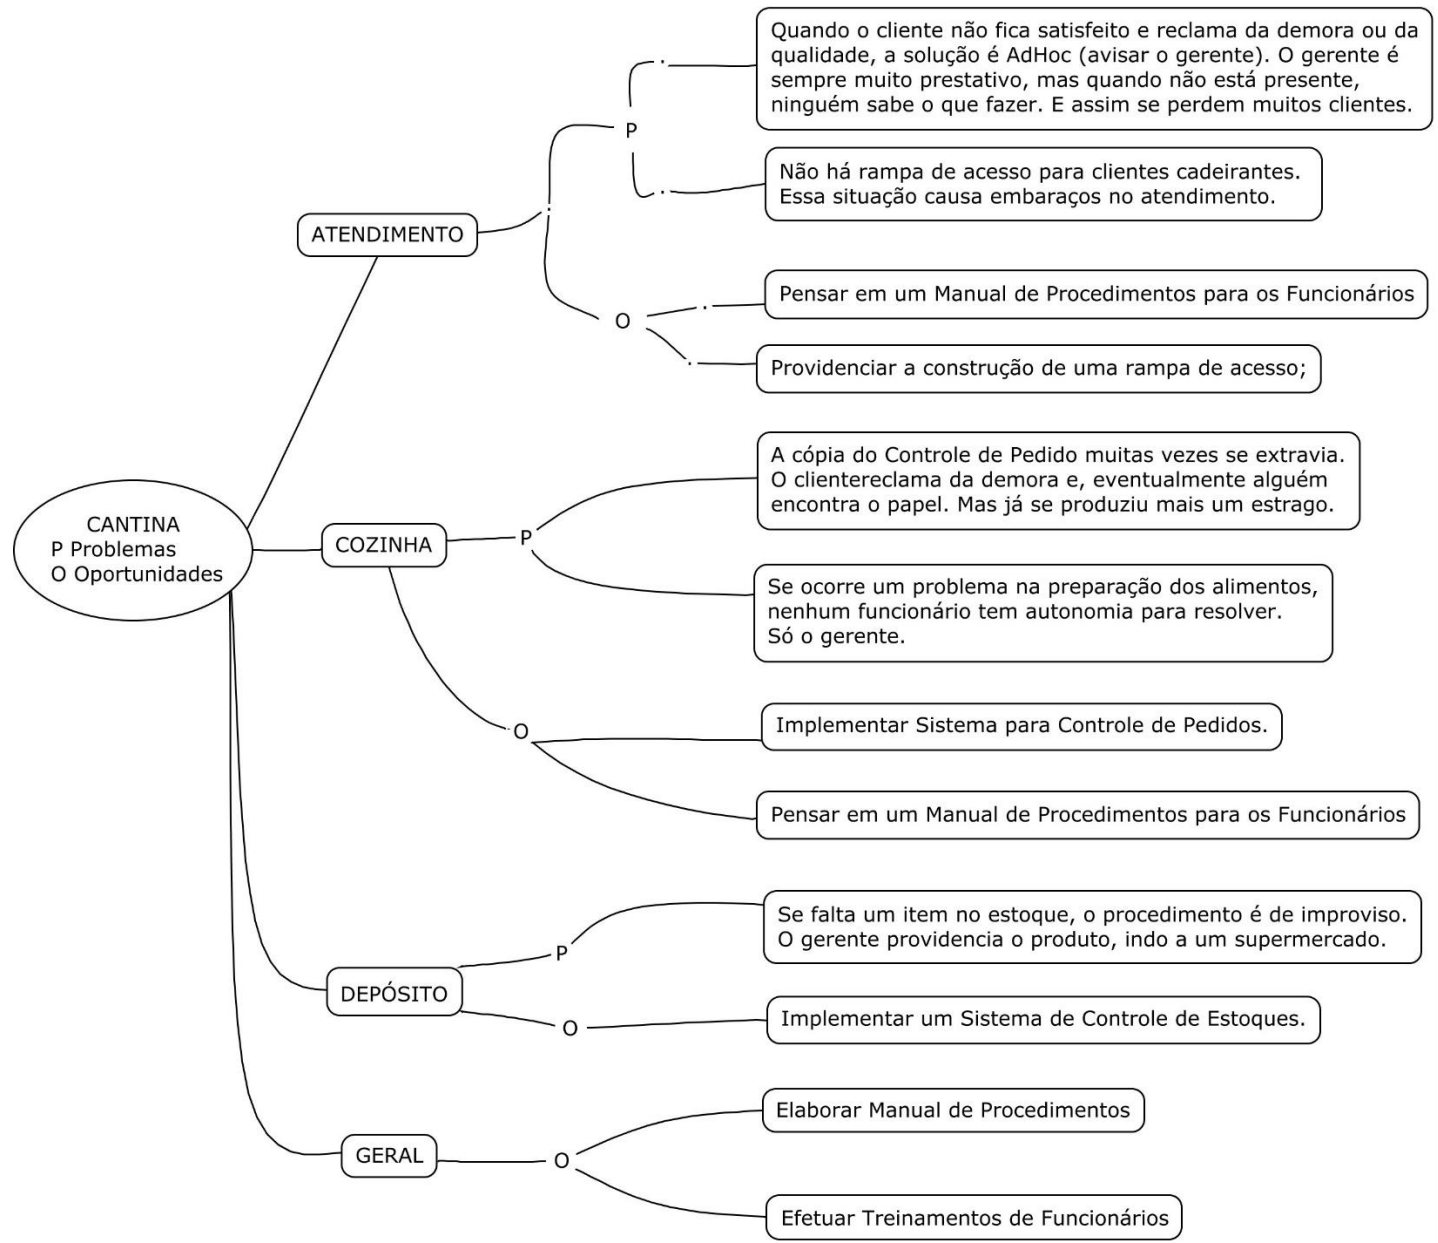 Quando o cliente não fica satisfeito e reclama da demora ou da
qualidade, a solução é AdHoc (avisar o gerente). O gerente é
sempre muito prestativo, mas quando não está presente,
ninguém sabe o que fazer. E assim se perdem muitos clientes.
P
Não há rampa de acesso para clientes cadeirantes.
Essa situação causa embaraços no atendimento.
ATENDIMENTO
Pensar em um Manual de Procedimentos para os Funcionários
O
Providenciar a construção de uma rampa de acesso;
A cópia do Controle de Pedido muitas vezes se extravia.
O clientereclama da demora e, eventualmente alguém
encontra o papel. Mas já se produziu mais um estrago.
CANTINA
P Problemas
O Oportunidades
COZINHA
P
Se ocorre um problema na preparação dos alimentos,
nenhum funcionário tem autonomia para resolver.
Só o gerente.
O
Implementar Sistema para Controle de Pedidos.
Pensar em um Manual de Procedimentos para os Funcionários
Se falta um item no estoque, o procedimento é de improviso.
O gerente providencia o produto, indo a um supermercado.
P
DEPÓSITO
O
Implementar um Sistema de Controle de Estoques.
Elaborar Manual de Procedimentos
GERAL
O
Efetuar Treinamentos de Funcionários